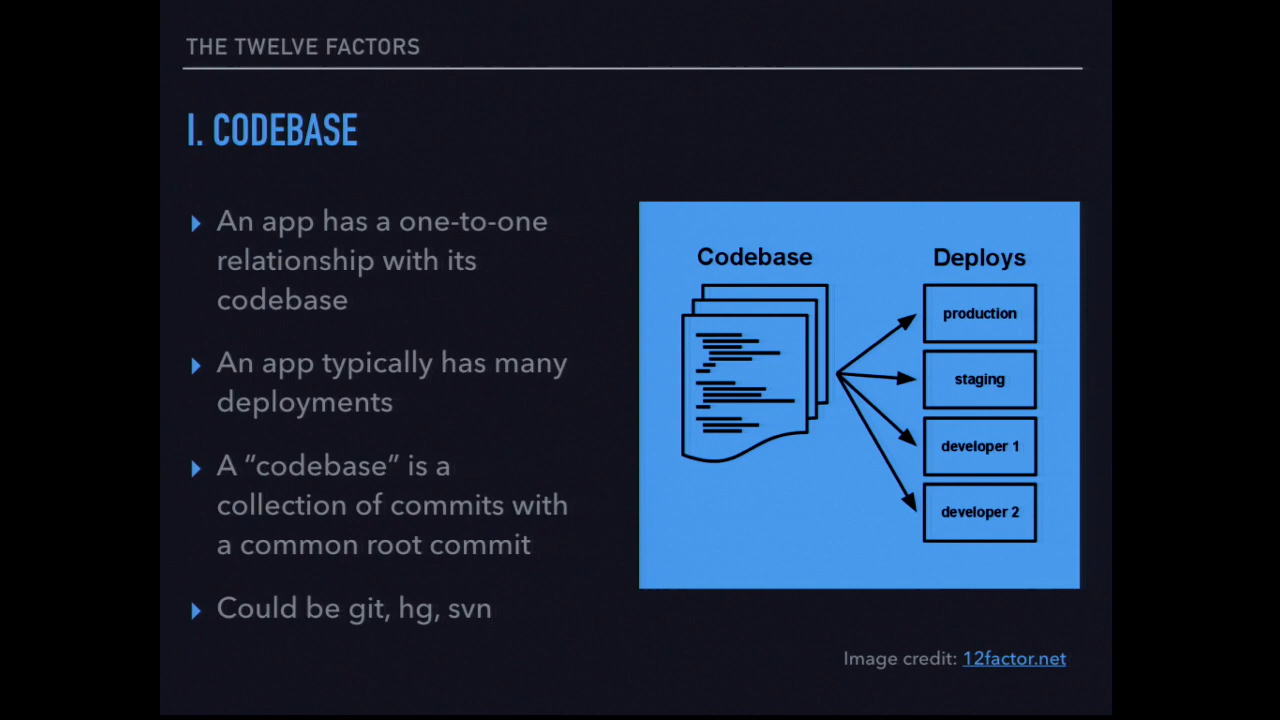 THE TWELVE FACTORS
I. CODEBASE
An app has a one-to-one
relationship with its
codebase
An app typically has many
deployments
A “codebase” is a
collection of commits with
a common root commit
Could be git, hg, svn
Codebase
Deploys
production
staging
developer 1
developer 2
Image credit: 12factor.net